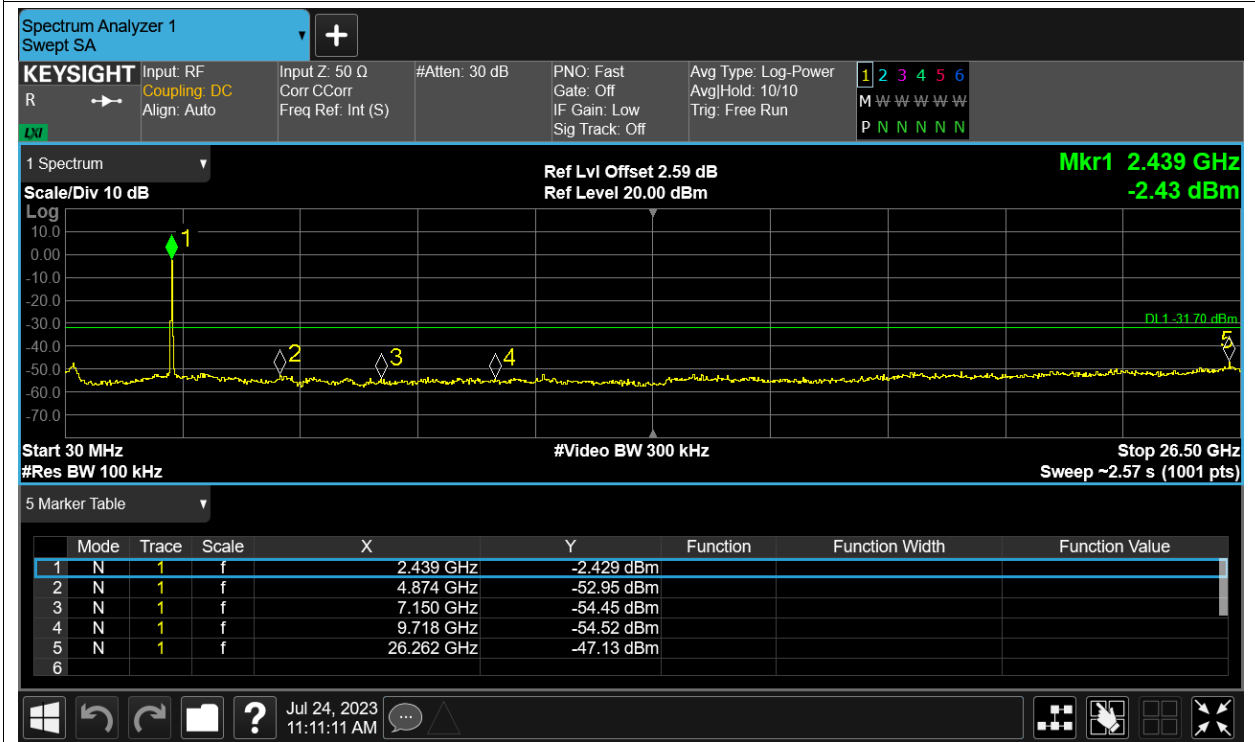 Spectrum Analyzer 1
Swept SA
+
KEYSIGHT
R
LXI
Input: RF
Coupling: DC
Align: Auto
Input Z: 50 Ω
Corr CCorr
Freq Ref: Int (S)
#Atten: 30 dB
PNO: Fast
Gate: Off
IF Gain: Low
Sig Track: Off
Avg Type: Log-Power
Avg|Hold: 10/10
Trig: Free Run
1 2 3 4 5 6
M W W W W W
P N N N N N
1 Spectrum
Scale/Div 10 dB
Ref Lvl Offset 2.59 dB
Ref Level 20.00 dBm
Mkr1 2.439 GHz
-2.43 dBm
Log
10.0
0.00
-10.0
-20.0
-30.0
-40.0
-50.0
-60.0
-70.0
1
2
3
4
5
DL1 -31.70 dBm
Start 30 MHz
#Res BW 100 kHz
#Video BW 300 kHz
Stop 26.50 GHz
Sweep ~2.57 s (1001 pts)
5 Marker Table
Mode Trace Scale X Y Function Function Width Function Value
1 N 1 f 2.439 GHz -2.429 dBm
2 N 1 f 4.874 GHz -52.95 dBm
3 N 1 f 7.150 GHz -54.45 dBm
4 N 1 f 9.718 GHz -54.52 dBm
5 N 1 f 26.262 GHz -47.13 dBm
6
?
Jul 24, 2023
11:11:11 AM